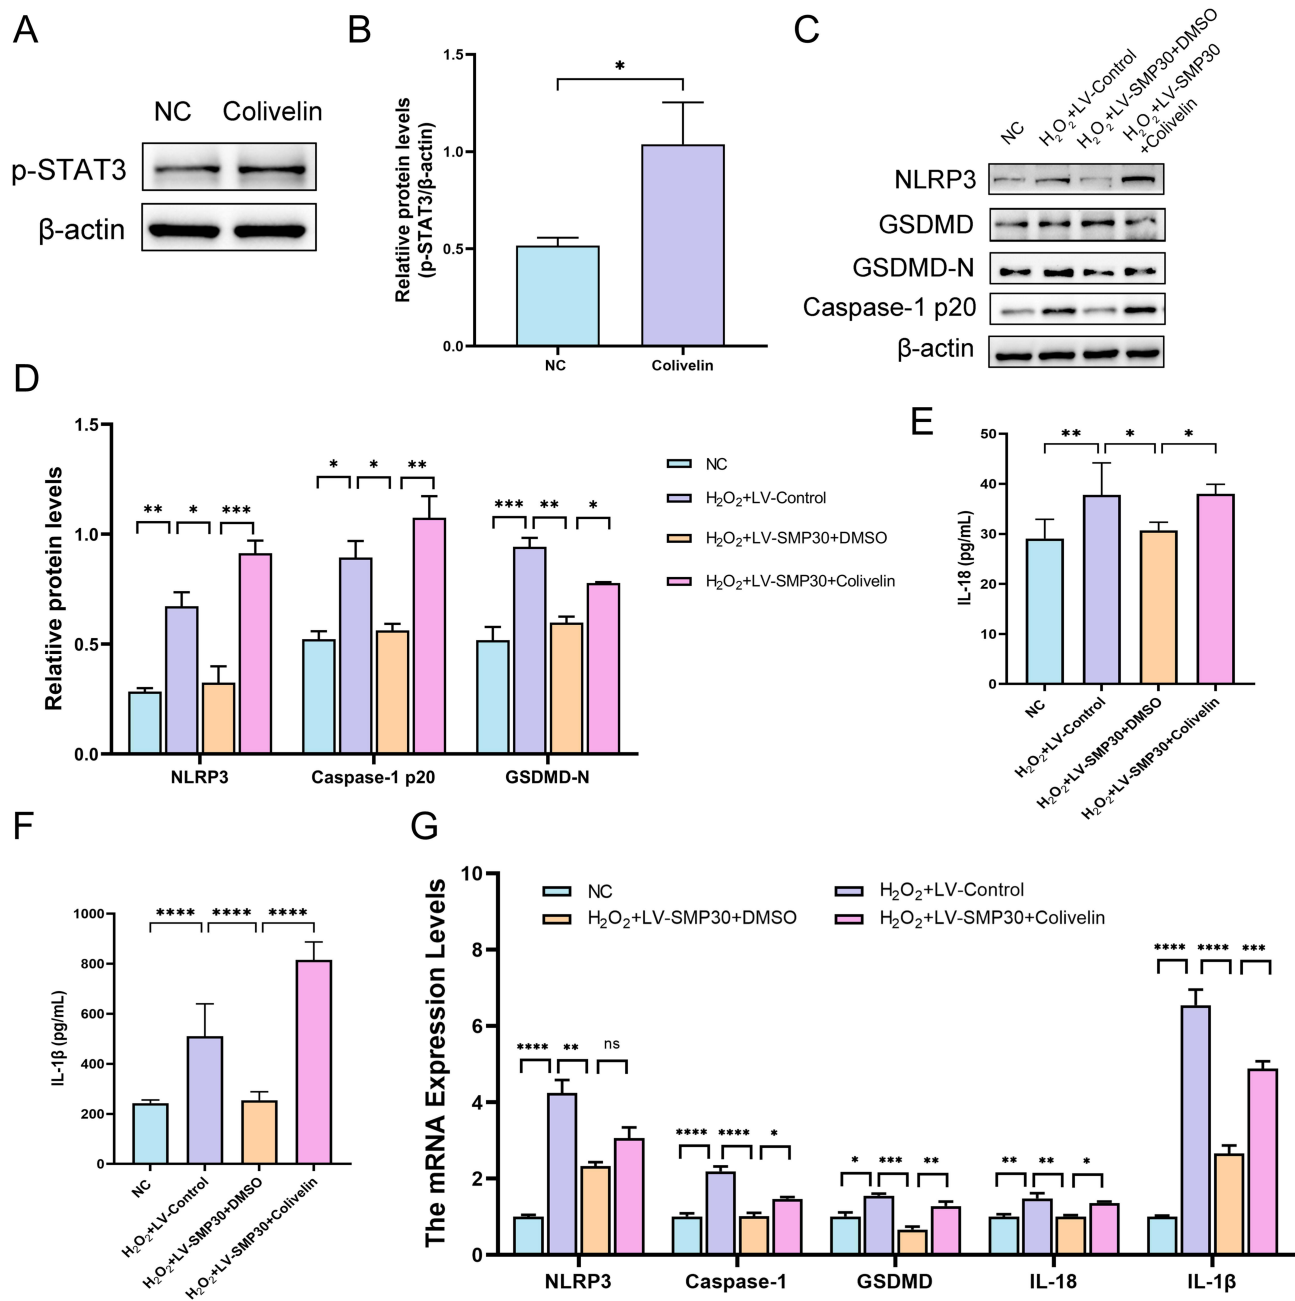 A
NC Colivelin
p-STAT3
β-actin
B
Relaltive protein levels
(p-STAT3/β-actin)
1.5
1.0
0.5
0.0
*
NC Colivelin
C
NC
H₂O₂+LV-Control
H₂O₂+LV-SMP30+DMSO
H₂O₂+LV-SMP30
+Colivelin
NLRP3
GSDMD
GSDMD-N
Caspase-1 p20
β-actin
D
Relaltive protein levels
1.5
1.0
0.5
0.0
** * ***
* * **
*** ** *
NLRP3 Caspase-1 p20 GSDMD-N
NC
H₂O₂+LV-Control
H₂O₂+LV-SMP30+DMSO
H₂O₂+LV-SMP30+Colivelin
E
IL-18 (pg/mL)
50
40
30
20
10
0
** * *
NC
H₂O₂+LV-Control
H₂O₂+LV-SMP30+DMSO
H₂O₂+LV-SMP30+Colivelin
F
IL-1β (pg/mL)
1000
800
600
400
200
0
**** **** ****
NC
H₂O₂+LV-Control
H₂O₂+LV-SMP30+DMSO
H₂O₂+LV-SMP30+Colivelin
G
The mRNA Expression Levels
10
8
6
4
2
0
NC H₂O₂+LV-Control
H₂O₂+LV-SMP30+DMSO H₂O₂+LV-SMP30+Colivelin
**** ** ns
**** **** *
* *** **
** ** *
**** **** ***
NLRP3 Caspase-1 GSDMD IL-18 IL-1β